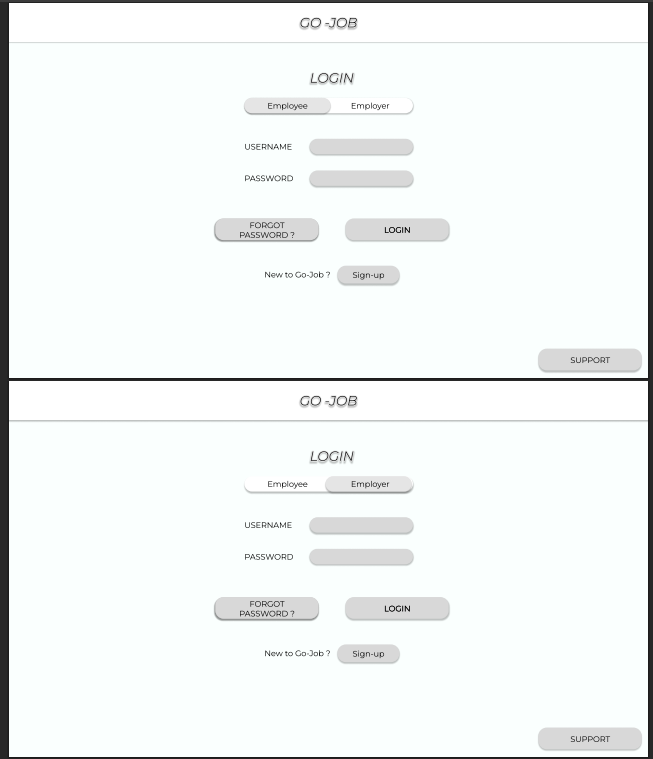 GO -JOB
LOGIN
Employee Employer
USERNAME
PASSWORD
FORGOT
PASSWORD ?
LOGIN
New to Go-Job ? Sign-up
SUPPORT
GO -JOB
LOGIN
Employee Employer
USERNAME
PASSWORD
FORGOT
PASSWORD ?
LOGIN
New to Go-Job ? Sign-up
SUPPORT